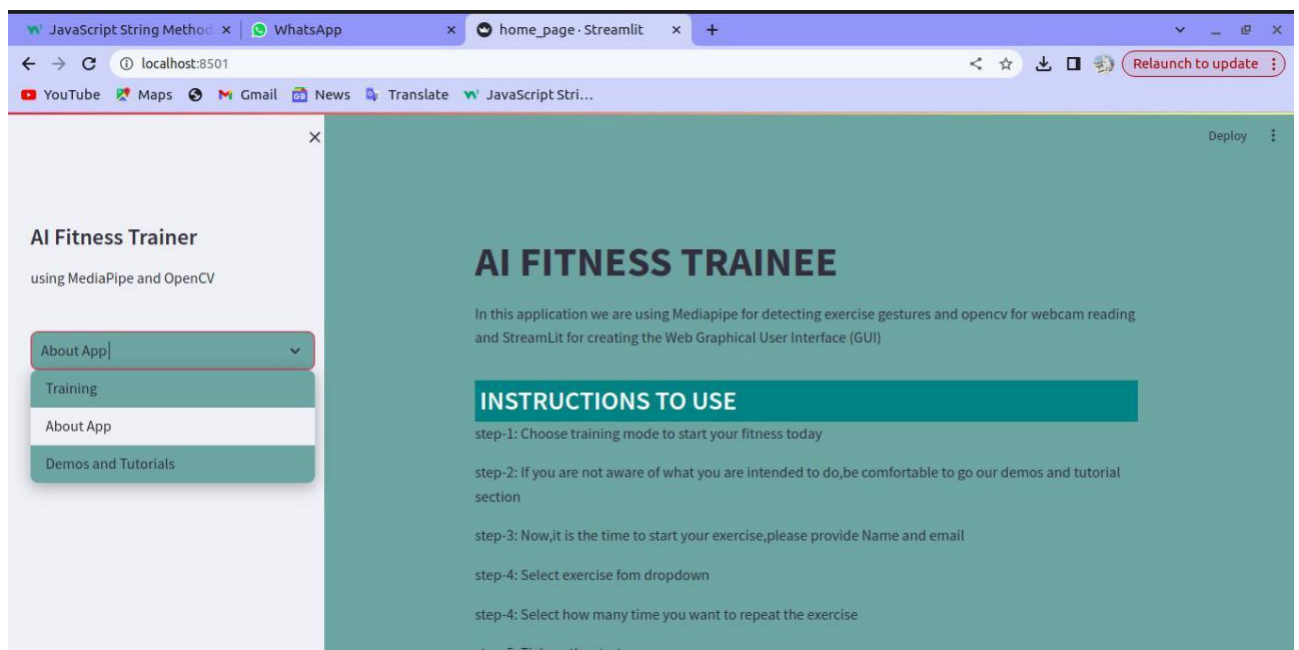 JavaScript String Method
WhatsApp
home_page · Streamlit
localhost:8501
Relaunch to update
YouTube
Maps
Gmail
News
Translate
JavaScript Stri...
Deploy
AI Fitness Trainer
using MediaPipe and OpenCV
About App
Training
About App
Demos and Tutorials
AI FITNESS TRAINEE
In this application we are using Mediapipe for detecting exercise gestures and opencv for webcam reading
and StreamLit for creating the Web Graphical User Interface (GUI)
INSTRUCTIONS TO USE
step-1: Choose training mode to start your fitness today
step-2: If you are not aware of what you are intended to do,be comfortable to go our demos and tutorial
section
step-3: Now,it is the time to start your exercise,please provide Name and email
step-4: Select exercise fom dropdown
step-4: Select how many time you want to repeat the exercise